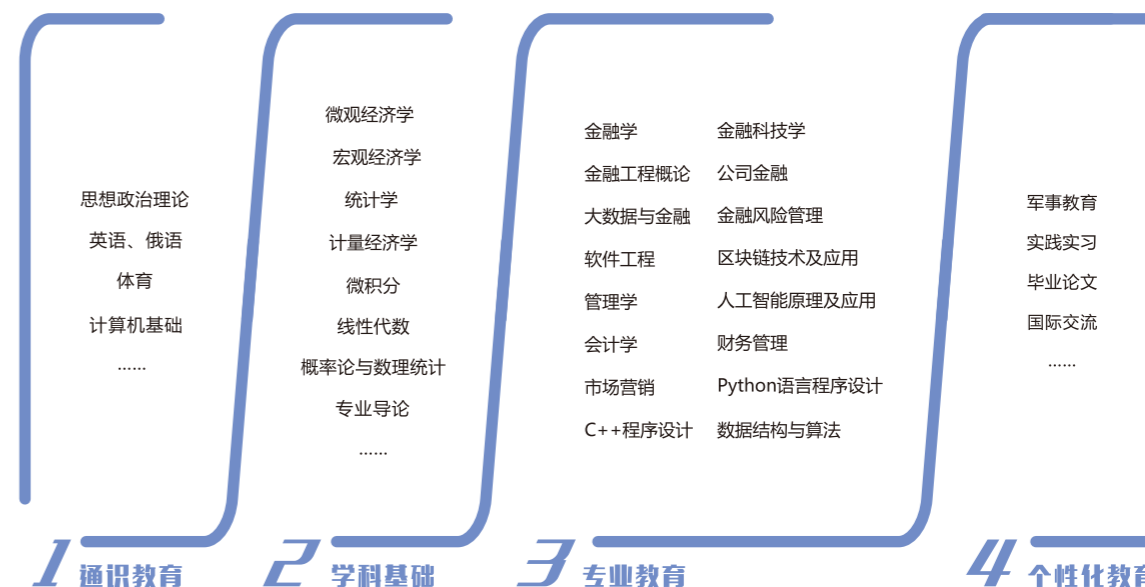 思想政治理论
英语、俄语
体育
计算机基础
......
1 通识教育
微观经济学
宏观经济学
统计学
计量经济学
微积分
线性代数
概率论与数理统计
专业导论
......
2 学科基础
金融学 金融科技学
金融工程概论 公司金融
大数据与金融 金融风险管理
软件工程 区块链技术及应用
管理学 人工智能原理及应用
会计学 财务管理
市场营销 Python语言程序设计
C++程序设计 数据结构与算法
3 专业教育
军事教育
实践实习
毕业论文
国际交流
......
4 个性化教育